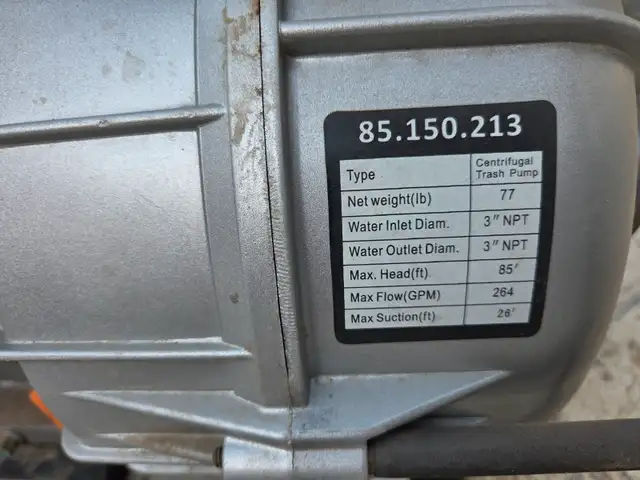 85.150.213
Type Centrifugal Trash Pump
Net weight(lb) 77
Water Inlet Diam. 3" NPT
Water Outlet Diam. 3" NPT
Max. Head(ft) 85'
Max Flow(GPM) 264
Max Suction(ft) 26'